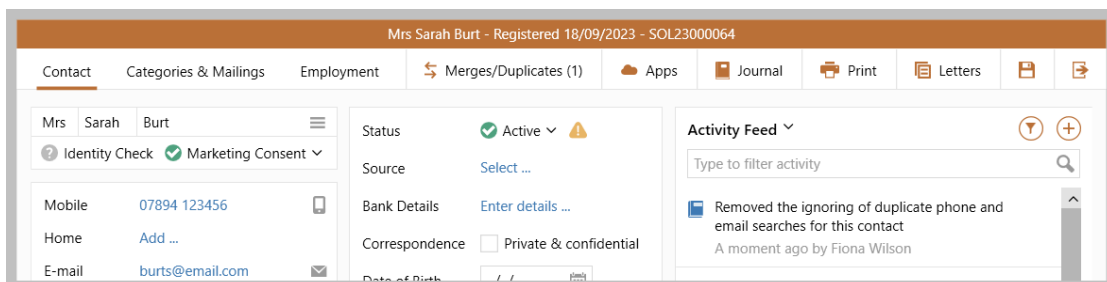 Mrs Sarah Burt - Registered 18/09/2023 - SOL23000064
Contact Categories & Mailings Employment Merges/Duplicates (1) Apps Journal Print Letters
Mrs Sarah Burt
? Identity Check Marketing Consent
Mobile 07894 123456
Home Add ...
E-mail burts@email.com
Status Active
Source Select ...
Bank Details Enter details ...
Correspondence Private & confidential
Date of Birth / /
Activity Feed
Type to filter activity
Removed the ignoring of duplicate phone and
email searches for this contact
A moment ago by Fiona Wilson